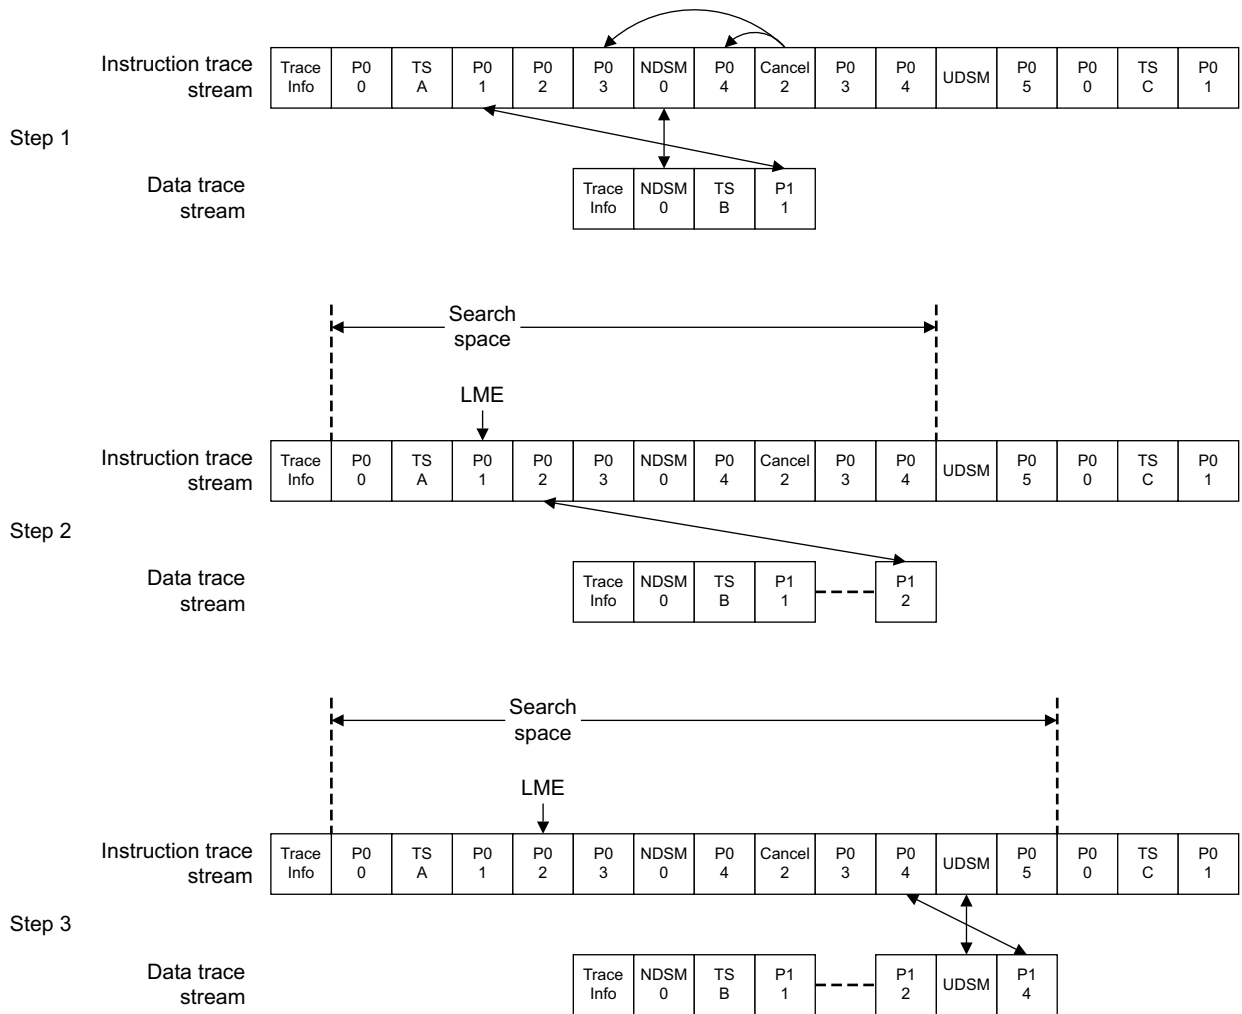 Instruction trace
stream
Trace Info
P0 0
TS A
P0 1
P0 2
P0 3
NDSM 0
P0 4
Cancel 2
P0 3
P0 4
UDSM
P0 5
P0 0
TS C
P0 1
Step 1
Data trace
stream
Trace Info
NDSM 0
TS B
P1 1
Search
space
LME
Instruction trace
stream
Trace Info
P0 0
TS A
P0 1
P0 2
P0 3
NDSM 0
P0 4
Cancel 2
P0 3
P0 4
UDSM
P0 5
P0 0
TS C
P0 1
Step 2
Data trace
stream
Trace Info
NDSM 0
TS B
P1 1
P1 2
Search
space
LME
Instruction trace
stream
Trace Info
P0 0
TS A
P0 1
P0 2
P0 3
NDSM 0
P0 4
Cancel 2
P0 3
P0 4
UDSM
P0 5
P0 0
TS C
P0 1
Step 3
Data trace
stream
Trace Info
NDSM 0
TS B
P1 1
P1 2
UDSM
P1 4